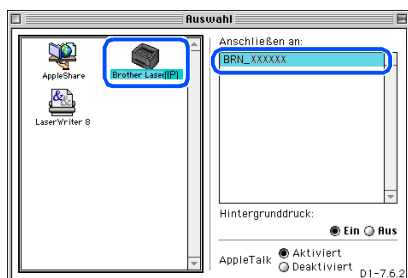 Auswahl
AppleShare
Brother Laser(IP)
LaserWriter 8
Anschließen an:
BRN_XXXXXX
Hintergrunddruck:
Ein Aus
AppleTalk
Aktiviert
Deaktiviert
D1-7.6.2